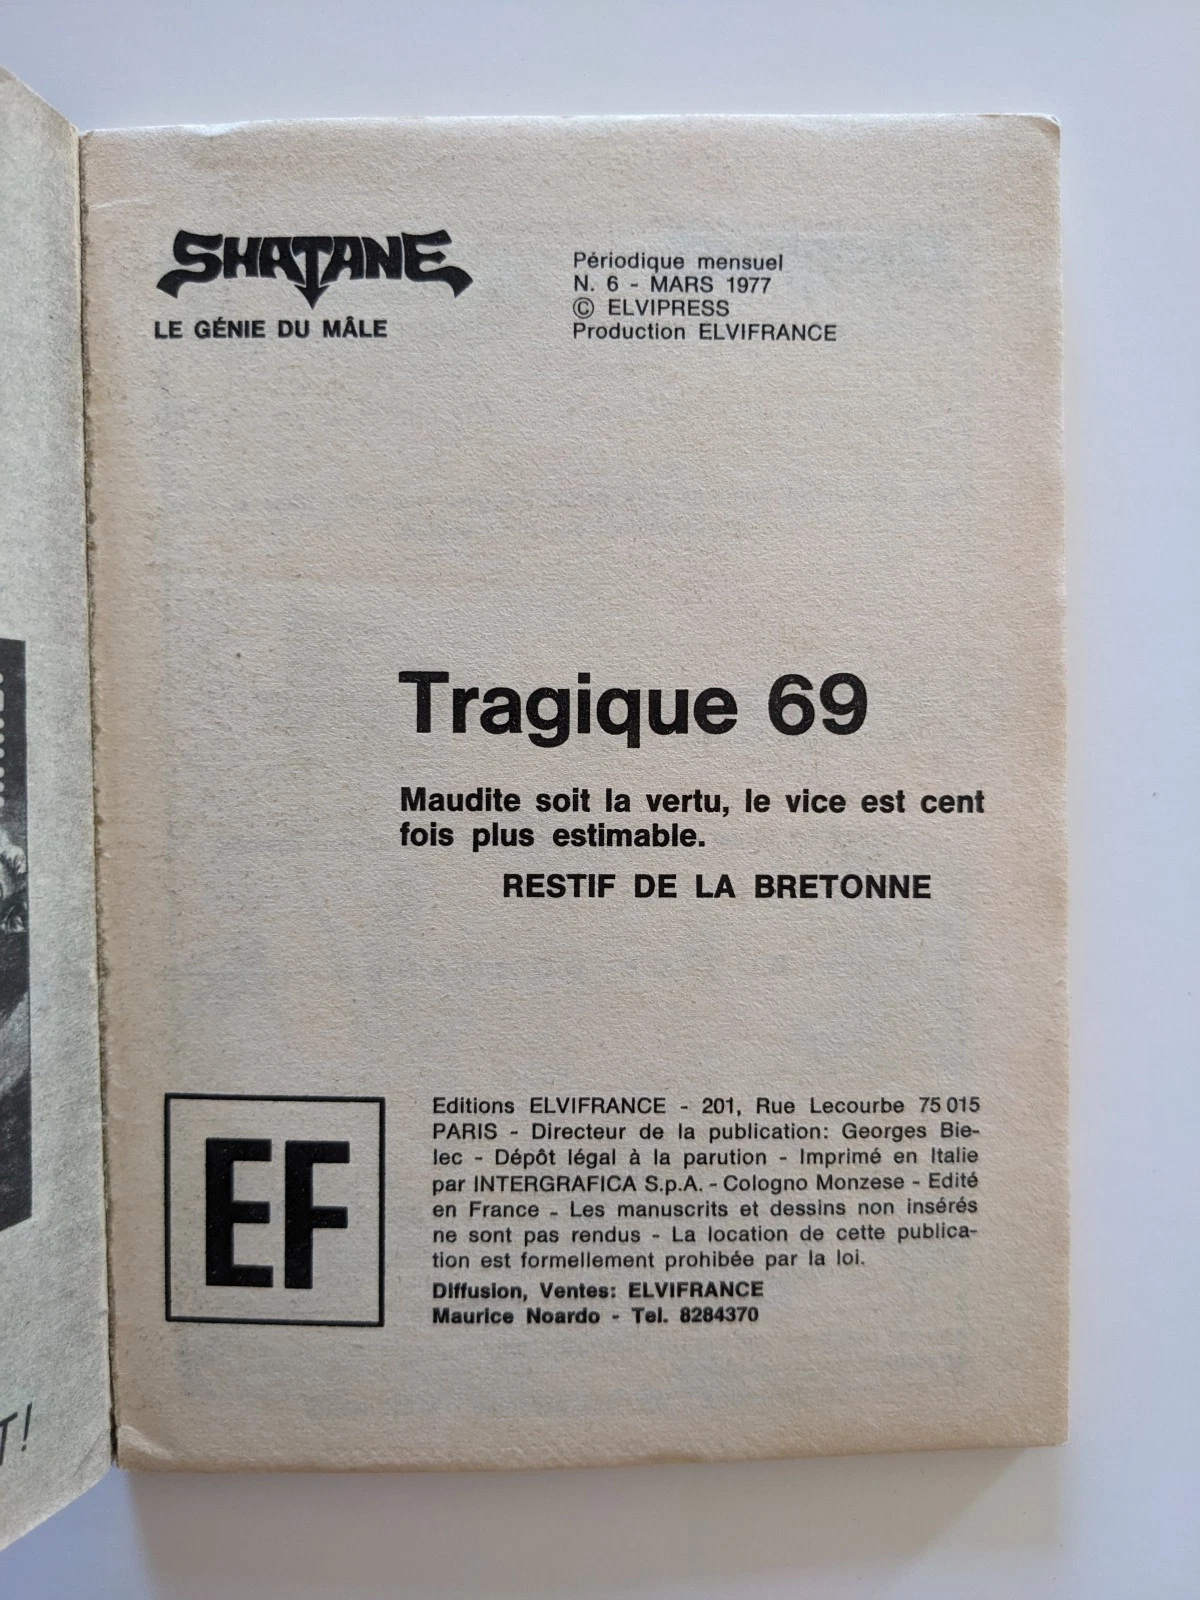 SHATANE
LE GÉNIE DU MÂLE
Périodique mensuel
N. 6 - MARS 1977
© ELVIPRESS
Production ELVIFRANCE
Tragique 69
Maudite soit la vertu, le vice est cent
fois plus estimable.
RESTIF DE LA BRETONNE
EF
Editions ELVIFRANCE - 201, Rue Lecourbe 75 015
PARIS - Directeur de la publication: Georges Bie-
lec - Dépôt légal à la parution - Imprimé en Italie
par INTERGRAFICA S.p.A. - Cologno Monzese - Edité
en France - Les manuscrits et dessins non insérés
ne sont pas rendus - La location de cette publica-
tion est formellement prohibée par la loi.
Diffusion, Ventes: ELVIFRANCE
Maurice Noardo - Tel. 8284370
T!